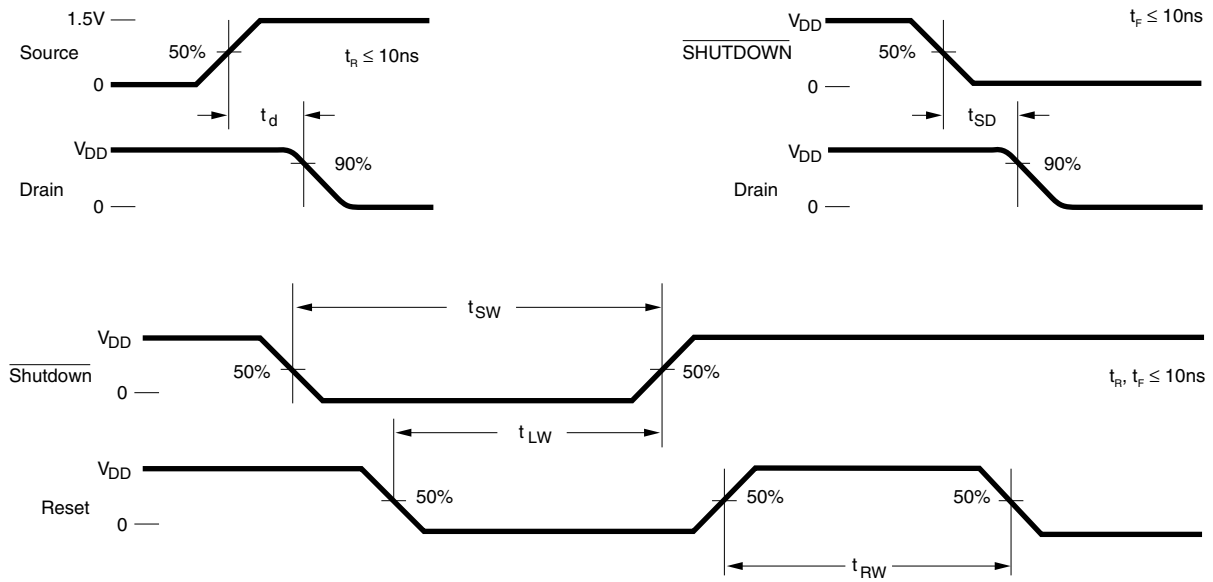 1.5V
Source
50%
t_R ≤ 10ns
0
t_d
V_DD
90%
Drain
0
V_DD
t_F ≤ 10ns
SHUTDOWN
50%
0
t_SD
V_DD
90%
Drain
0
t_SW
V_DD
Shutdown
50%
50%
t_R, t_F ≤ 10ns
0
t_LW
V_DD
Reset
50%
50%
50%
0
t_RW